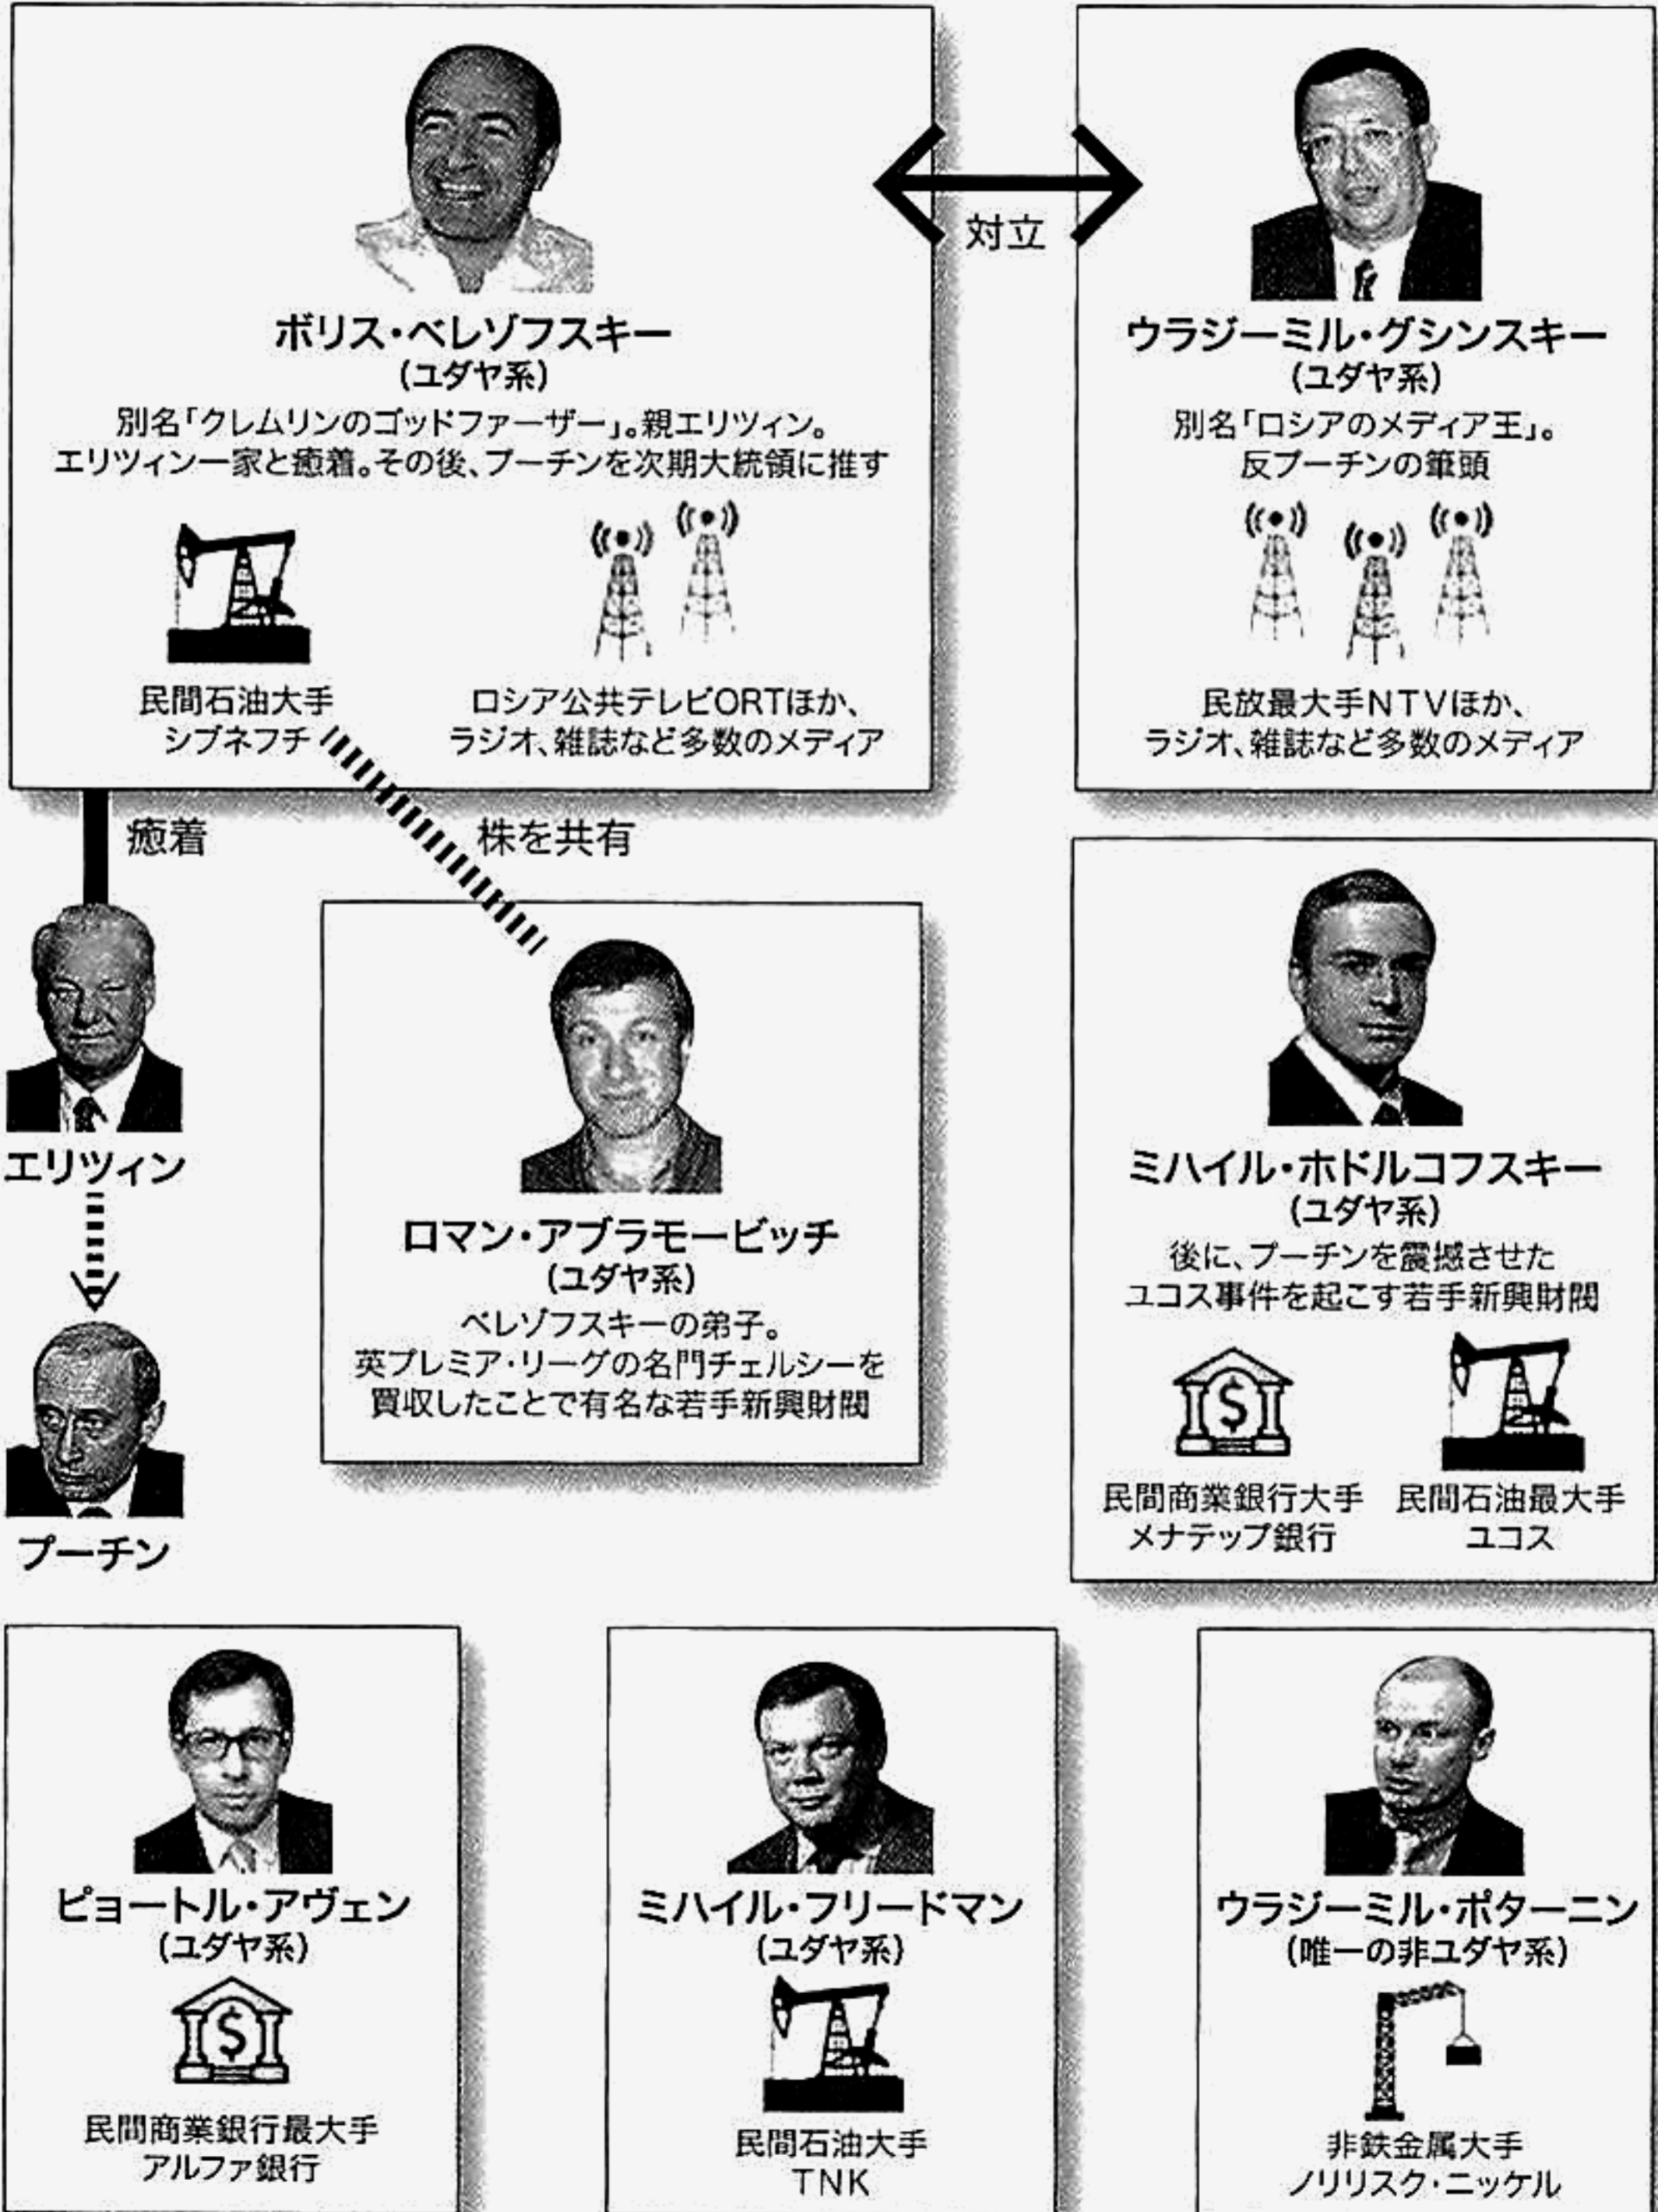 対立
ボリス・ベレゾフスキー
(ユダヤ系)
別名「クレムリンのゴッドファーザー」。親エリツィン。
エリツィン一家と癒着。その後、プーチンを次期大統領に推す
民間石油大手
シブネフチ
ロシア公共テレビORTほか、
ラジオ、雑誌など多数のメディア
ウラジーミル・グシンスキー
(ユダヤ系)
別名「ロシアのメディア王」。
反プーチンの筆頭
民放最大手NTVほか、
ラジオ、雑誌など多数のメディア
癒着
株を共有
エリツィン
プーチン
ロマン・アブラモービッチ
(ユダヤ系)
ベレゾフスキーの弟子。
英プレミア・リーグの名門チェルシーを
買収したことで有名な若手新興財閥
ミハイル・ホドルコフスキー
(ユダヤ系)
後に、プーチンを震撼させた
ユコス事件を起こす若手新興財閥
民間商業銀行大手
メナテップ銀行
民間石油最大手
ユコス
ピョートル・アヴェン
(ユダヤ系)
民間商業銀行最大手
アルファ銀行
ミハイル・フリードマン
(ユダヤ系)
民間石油大手
TNK
ウラジーミル・ポターニン
(唯一の非ユダヤ系)
非鉄金属大手
ノリリスク・ニッケル